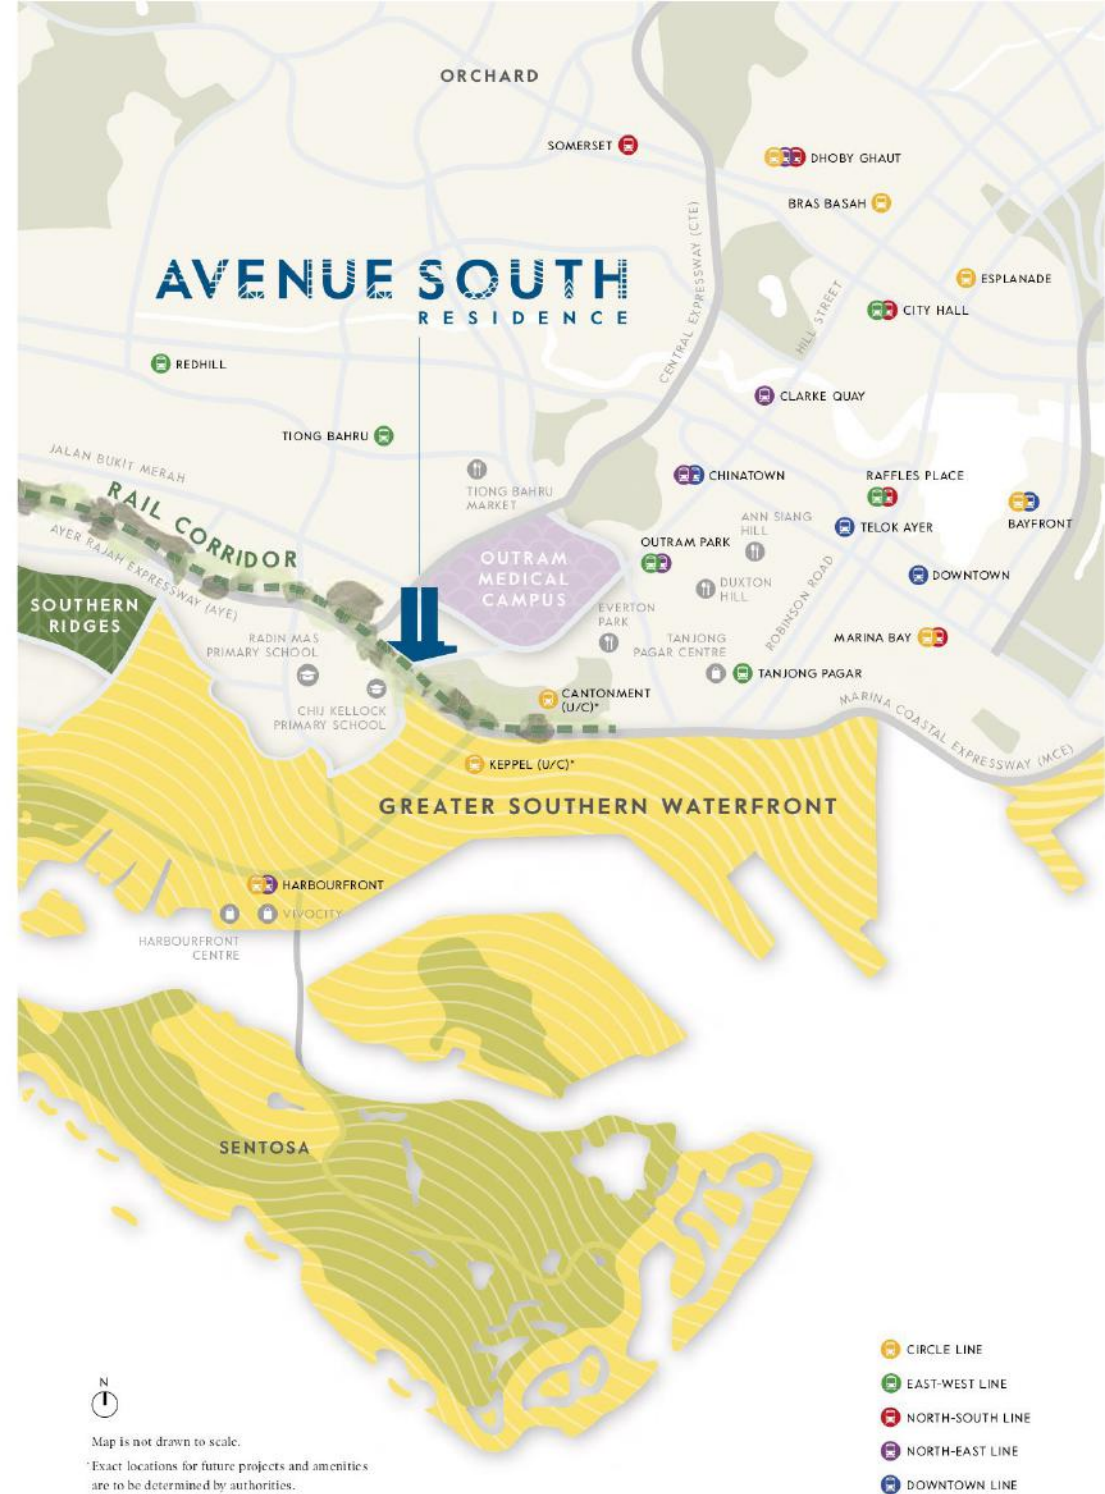 ORCHARD
SOMERSET
DHOBY GHAUT
BRAS BASAH
CENTRAL EXPRESSWAY (CTE)
AVENUE SOUTH
RESIDENCE
ESPLANADE
HILL STREET
CITY HALL
REDHILL
CLARKE QUAY
TIONG BAHRU
JALAN BUKIT MERAH
TIONG BAHRU
MARKET
CHINATOWN
RAFFLES PLACE
RAIL CORRIDOR
ANN SIANG
HILL
TELOK AYER
BAYFRONT
AYER RAJAH EXPRESSWAY (AYE)
OUTRAM PARK
OUTRAM
MEDICAL
CAMPUS
DUXTON
HILL
DOWNTOWN
SOUTHERN
RIDGES
EVERTON
PARK
ROBINSON ROAD
RADIN MAS
PRIMARY SCHOOL
TANJONG
PAGAR CENTRE
MARINA BAY
TANJONG PAGAR
CHIJ KELLOCK
PRIMARY SCHOOL
CANTONMENT
(U/C)*
MARINA COASTAL EXPRESSWAY (MCE)
KEPPEL (U/C)*
GREATER SOUTHERN WATERFRONT
HARBOURFRONT
VIVOCITY
HARBOURFRONT
CENTRE
SENTOSA
CIRCLE LINE
EAST-WEST LINE
NORTH-SOUTH LINE
NORTH-EAST LINE
DOWNTOWN LINE
N
Map is not drawn to scale.
*Exact locations for future projects and amenities
are to be determined by authorities.